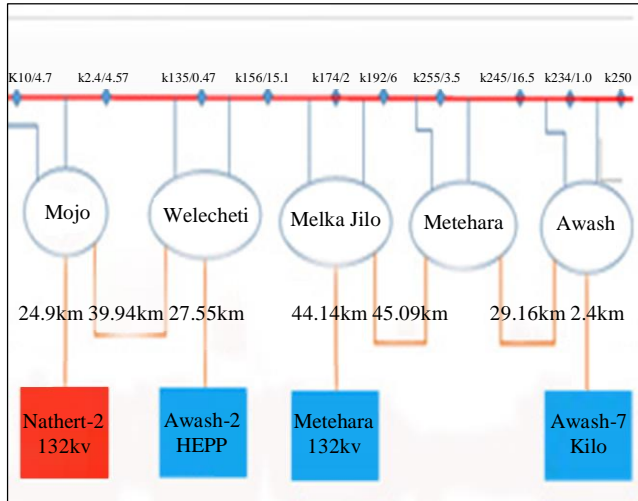 K10/4.7 k2.4/4.57 k135/0.47 k156/15.1 k174/2 k192/6 k255/3.5 k245/16.5 k234/1.0 k250
Mojo
Welecheti
Melka Jilo
Metehara
Awash
24.9km 39.94km 27.55km 44.14km 45.09km 29.16km 2.4km
Nathert-2
132kv
Awash-2
HEPP
Metehara
132kv
Awash-7
Kilo